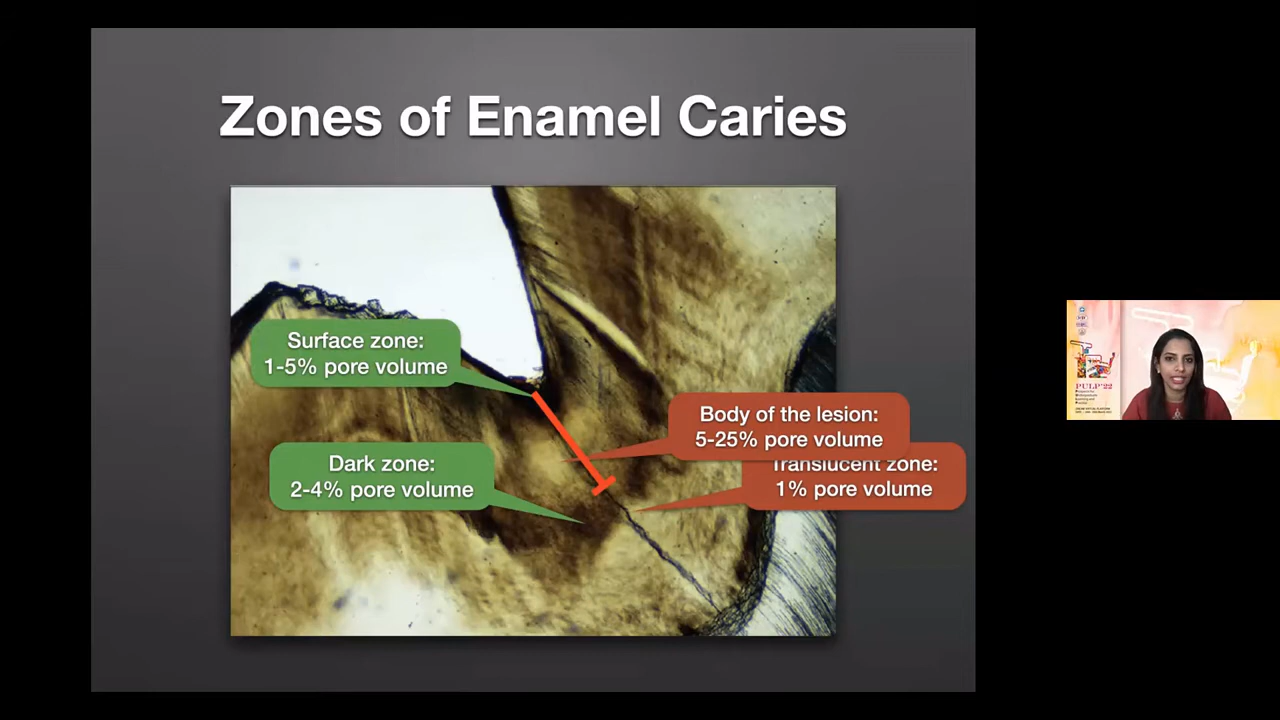 Zones of Enamel Caries
Surface zone:
1-5% pore volume
Body of the lesion:
5-25% pore volume
Dark zone:
2-4% pore volume
Translucent zone:
1% pore volume
PULP'22